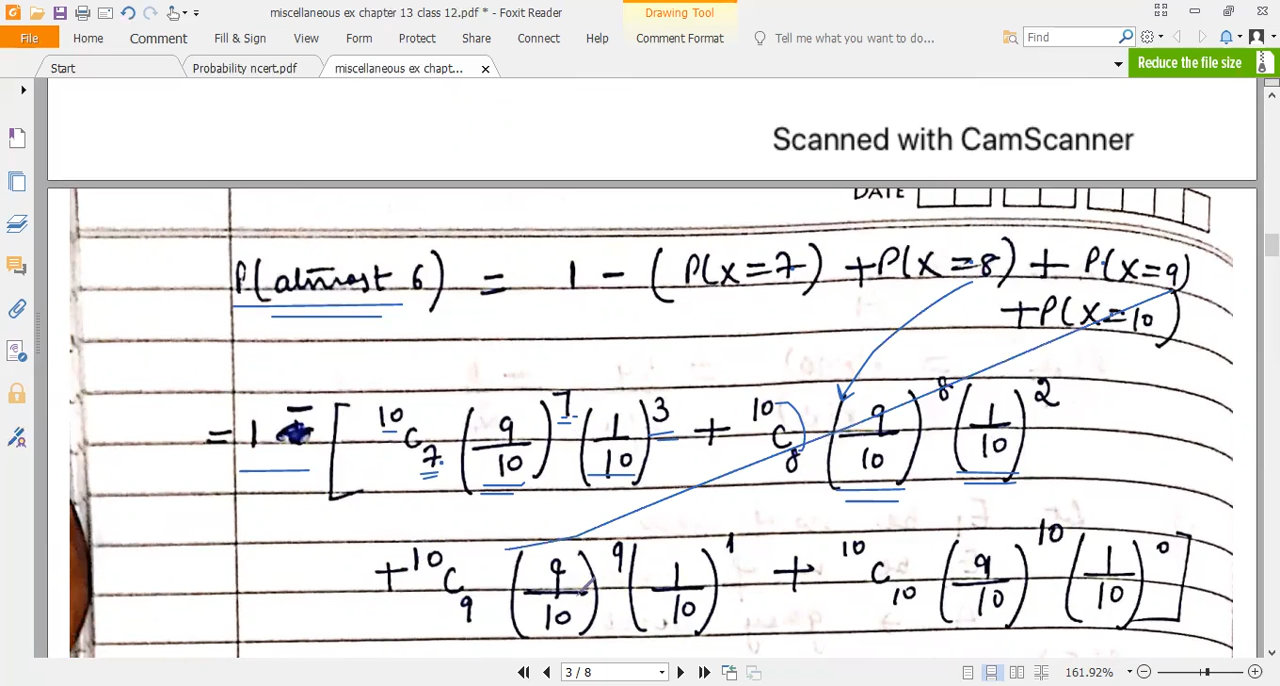 miscellaneous ex chapter 13 class 12.pdf * - Foxit Reader
Drawing Tool
File Home Comment Fill & Sign View Form Protect Share Connect Help Comment Format Tell me what you want to do... Find
Start Probability ncert.pdf miscellaneous ex chapt... Reduce the file size
Scanned with CamScanner
DATE
P(almost 6) = 1 - (P(X=7) + P(X=8) + P(X=9)
+P(X=10)
= 1 - [ ¹⁰C₇ (9/10)⁷ (1/10)³ + ¹⁰C₈ (9/10)⁸ (1/10)²
+ ¹⁰C₉ (9/10)⁹ (1/10)¹ + ¹⁰C₁₀ (9/10)¹⁰ (1/10)⁰ ]
3 / 8 161.92%